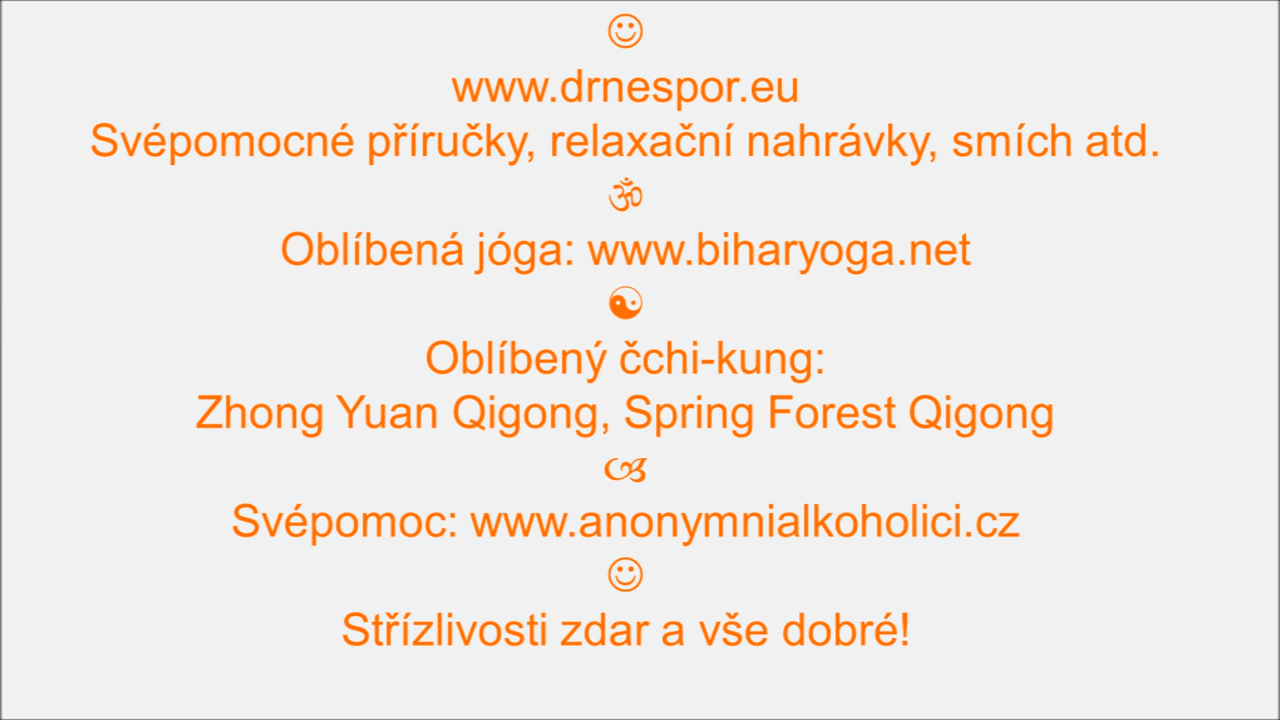 ☺
www.drnespor.eu
Svépomocné příručky, relaxační nahrávky, smích atd.
ॐ
Oblíbená jóga: www.biharyoga.net
☯
Oblíbený čchi-kung:
Zhong Yuan Qigong, Spring Forest Qigong
Svépomoc: www.anonymnialkoholici.cz
☺
Střízlivosti zdar a vše dobré!